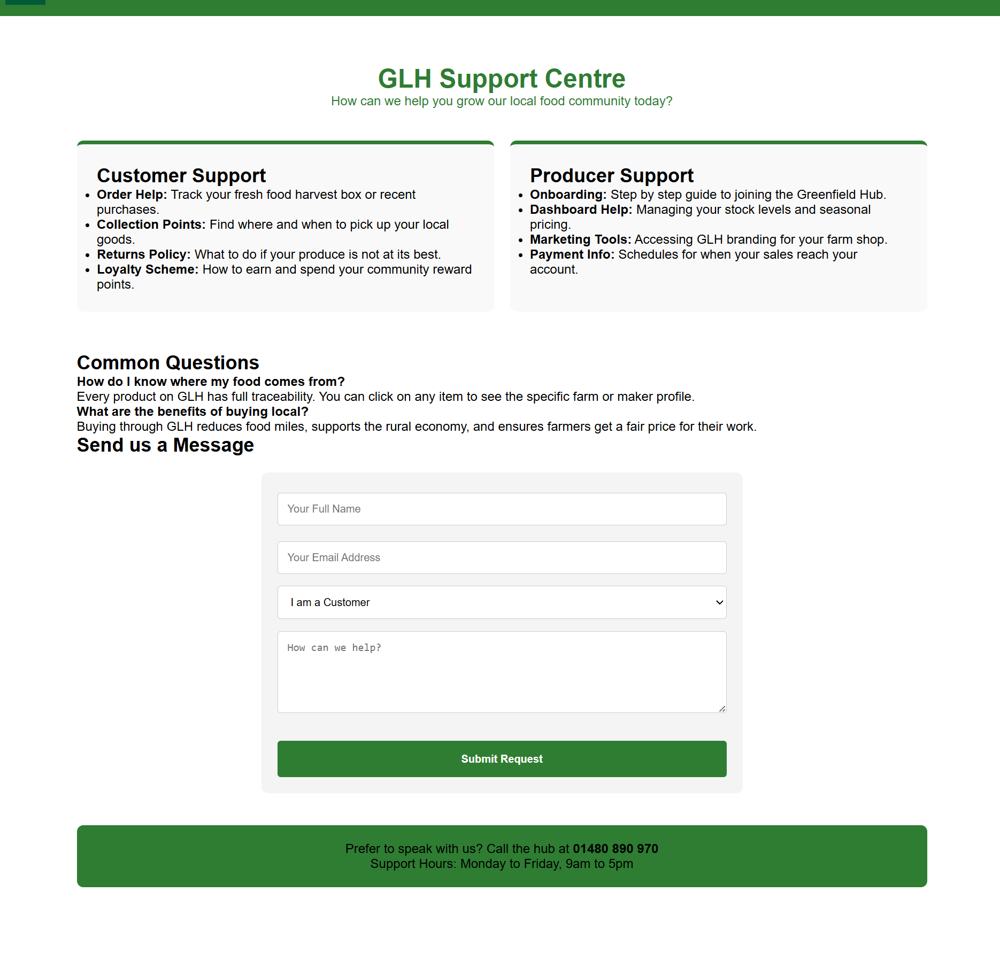 GLH Support Centre
How can we help you grow our local food community today?
Customer Support
• Order Help: Track your fresh food harvest box or recent
purchases.
• Collection Points: Find where and when to pick up your local
goods.
• Returns Policy: What to do if your produce is not at its best.
• Loyalty Scheme: How to earn and spend your community reward
points.
Producer Support
• Onboarding: Step by step guide to joining the Greenfield Hub.
• Dashboard Help: Managing your stock levels and seasonal
pricing.
• Marketing Tools: Accessing GLH branding for your farm shop.
• Payment Info: Schedules for when your sales reach your
account.
Common Questions
How do I know where my food comes from?
Every product on GLH has full traceability. You can click on any item to see the specific farm or maker profile.
What are the benefits of buying local?
Buying through GLH reduces food miles, supports the rural economy, and ensures farmers get a fair price for their work.
Send us a Message
Your Full Name
Your Email Address
I am a Customer
How can we help?
Submit Request
Prefer to speak with us? Call the hub at 01480 890 970
Support Hours: Monday to Friday, 9am to 5pm